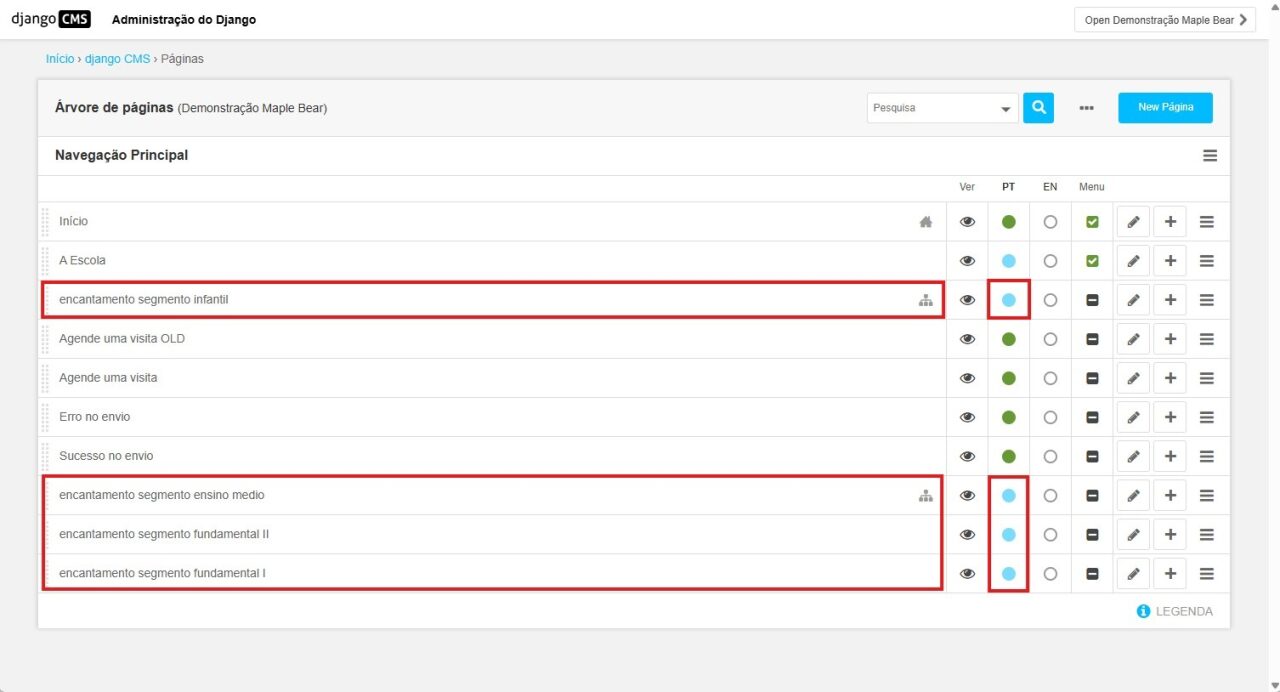 django CMS Administração do Django Open Demonstração Maple Bear
Início › django CMS › Páginas
Árvore de páginas (Demonstração Maple Bear) Pesquisa New Página
Navegação Principal
Ver PT EN Menu
Início
A Escola
encantamento segmento infantil
Agende uma visita OLD
Agende uma visita
Erro no envio
Sucesso no envio
encantamento segmento ensino medio
encantamento segmento fundamental II
encantamento segmento fundamental I
LEGENDA